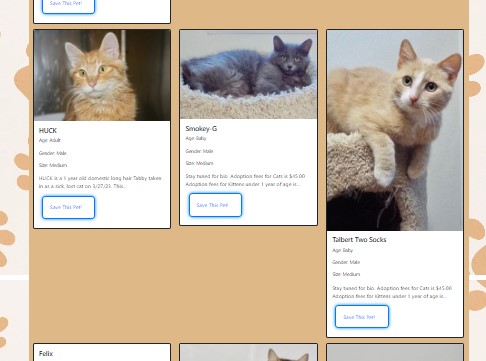 Save This Pet!
HUCK
Age: Adult
Gender: Male
Size: Medium
HUCK is a 1 year old domestic long hair Tabby taken
in as a sick, lost cat on 1/27/21. This...
Save This Pet!
Smokey-G
Age: Baby
Gender: Male
Size: Medium
Stay tuned for bio. Adoption fees for Cats is $45.00
Adoption fees for kittens under 1 year of age is...
Save This Pet!
Talbert Two Socks
Age: Baby
Gender: Male
Size: Medium
Stay tuned for bio. Adoption fees for Cats is $45.00
Adoption fees for kittens under 1 year of age is...
Save This Pet!
Felix